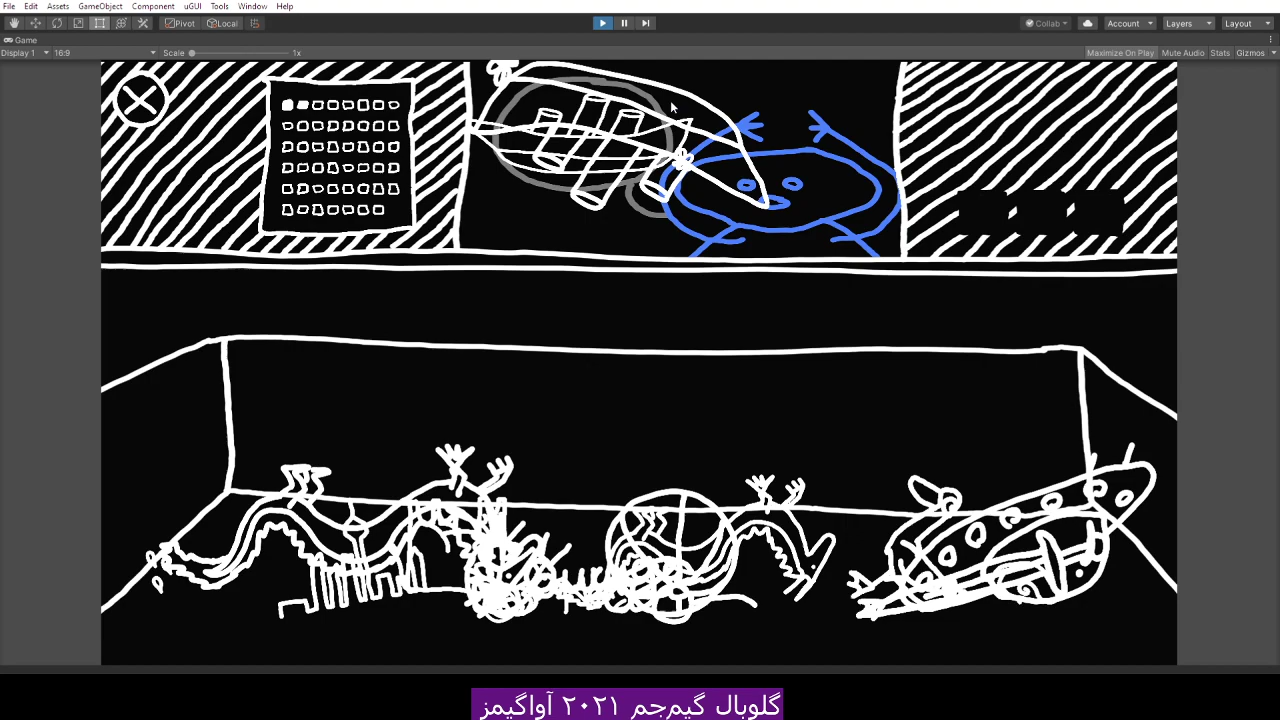 File Edit Assets GameObject Component uGUI Tools Window Help
Pivot Local Collab Account Layers Layout
Game
Display 1 16:9 Scale 1x Maximize On Play Mute Audio Stats Gizmos
گلوبال گیم‌جم ۲۰۲۱ آواگیمز